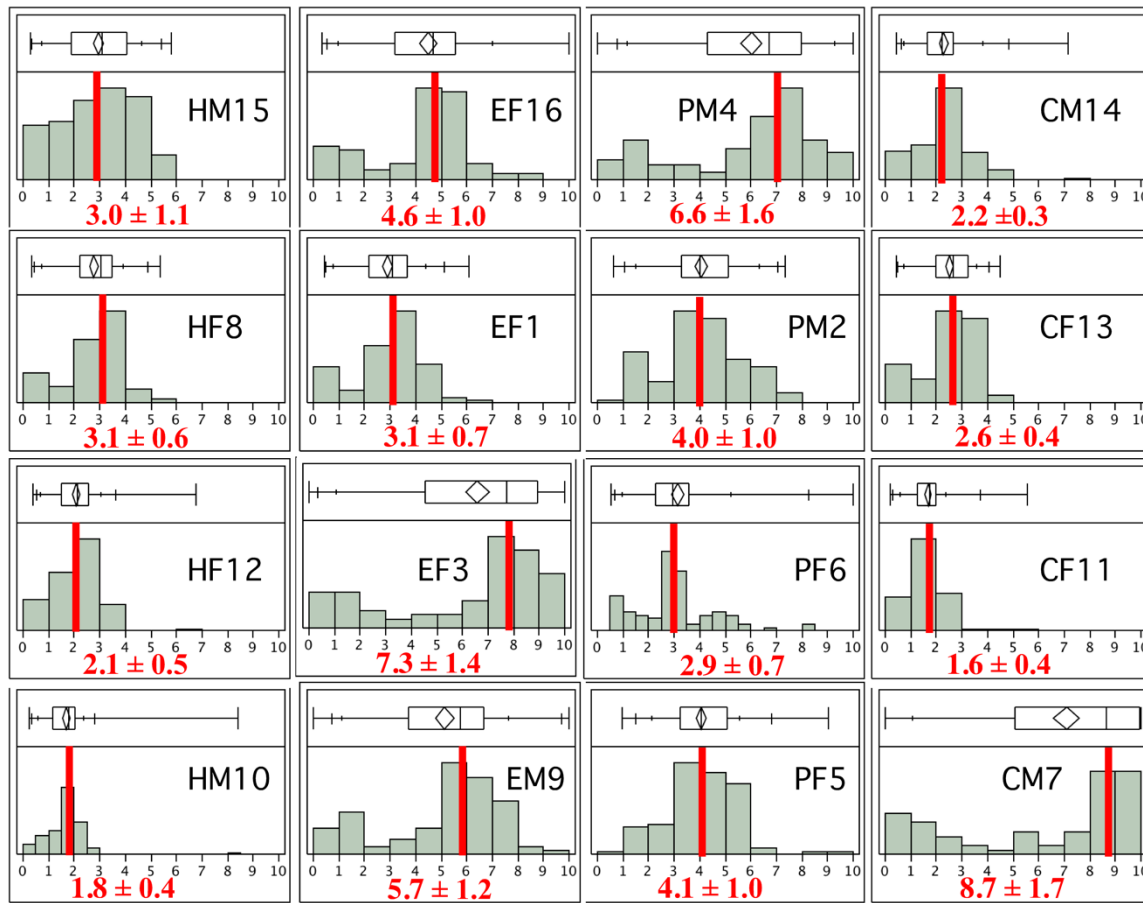 HM15
0 1 2 3 4 5 6 7 8 9 10
3.0 ± 1.1
EF16
0 1 2 3 4 5 6 7 8 9 10
4.6 ± 1.0
PM4
0 1 2 3 4 5 6 7 8 9 10
6.6 ± 1.6
CM14
0 1 2 3 4 5 6 7 8 9 10
2.2 ±0.3
HF8
0 1 2 3 4 5 6 7 8 9 10
3.1 ± 0.6
EF1
0 1 2 3 4 5 6 7 8 9 10
3.1 ± 0.7
PM2
0 1 2 3 4 5 6 7 8 9 10
4.0 ± 1.0
CF13
0 1 2 3 4 5 6 7 8 9 10
2.6 ± 0.4
HF12
0 1 2 3 4 5 6 7 8 9 10
2.1 ± 0.5
EF3
0 1 2 3 4 5 6 7 8 9 10
7.3 ± 1.4
PF6
0 1 2 3 4 5 6 7 8 9 10
2.9 ± 0.7
CF11
0 1 2 3 4 5 6 7 8 9 10
1.6 ± 0.4
HM10
0 1 2 3 4 5 6 7 8 9 10
1.8 ± 0.4
EM9
0 1 2 3 4 5 6 7 8 9 10
5.7 ± 1.2
PF5
0 1 2 3 4 5 6 7 8 9 10
4.1 ± 1.0
CM7
0 1 2 3 4 5 6 7 8 9 10
8.7 ± 1.7